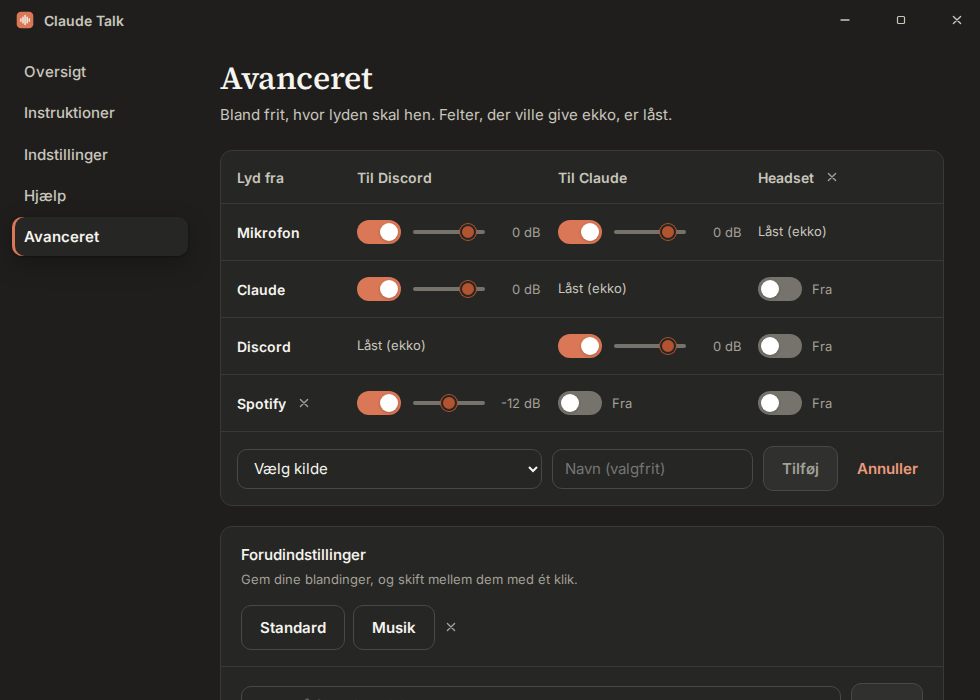 Claude Talk
Oversigt
Instruktioner
Indstillinger
Hjælp
Avanceret
Avanceret
Bland frit, hvor lyden skal hen. Felter, der ville give ekko, er låst.
Lyd fra Til Discord Til Claude Headset ×
Mikrofon 0 dB 0 dB Låst (ekko)
Claude 0 dB Låst (ekko) Fra
Discord Låst (ekko) 0 dB Fra
Spotify × -12 dB Fra Fra
Vælg kilde Navn (valgfrit) Tilføj Annuller
Forudindstillinger
Gem dine blandinger, og skift mellem dem med ét klik.
Standard Musik ×